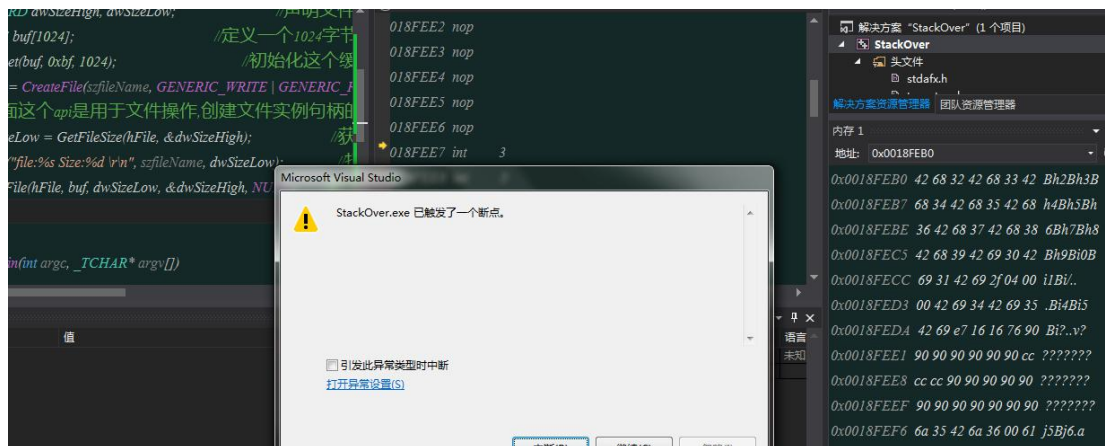 RD dwSizeHigh, dwSizeLow; //声明文件
buf[1024]; //定义一个1024字节
et(buf, 0xbf, 1024); //初始化这个缓
= CreateFile(szfileName, GENERIC_WRITE | GENERIC_
面这个api是用于文件操作,创建文件实例句柄的
eLow = GetFileSize(hFile, &dwSizeHigh); //获
("file:%s Size:%d \r\n", szfileName, dwSizeLow);
File(hFile, buf, dwSizeLow, &dwSizeHigh, NU
in(int argc, _TCHAR* argv[])
值
018FEE2 nop
018FEE3 nop
018FEE4 nop
018FEE5 nop
018FEE6 nop
018FEE7 int 3
Microsoft Visual Studio
StackOver.exe 已触发了一个断点。
引发此异常类型时中断
打开异常设置(S)
语言
未知
解决方案 "StackOver" (1 个项目)
StackOver
头文件
stdafx.h
解决方案资源管理器 团队资源管理器
内存 1
地址: 0x0018FEB0
0x0018FEB0 42 68 32 42 68 33 42 Bh2Bh3B
0x0018FEB7 68 34 42 68 35 42 68 h4Bh5Bh
0x0018FEBE 36 42 68 37 42 68 38 6Bh7Bh8
0x0018FEC5 42 68 39 42 69 30 42 Bh9Bi0B
0x0018FECC 69 31 42 69 2f 04 00 i1Bi/..
0x0018FED3 00 42 69 34 42 69 35 .Bi4Bi5
0x0018FEDA 42 69 e7 16 16 76 90 Bi?..v?
0x0018FEE1 90 90 90 90 90 90 cc ???????
0x0018FEE8 cc cc 90 90 90 90 90 ???????
0x0018FEEF 90 90 90 90 90 90 90 ???????
0x0018FEF6 6a 35 42 6a 36 00 61 j5Bj6.a